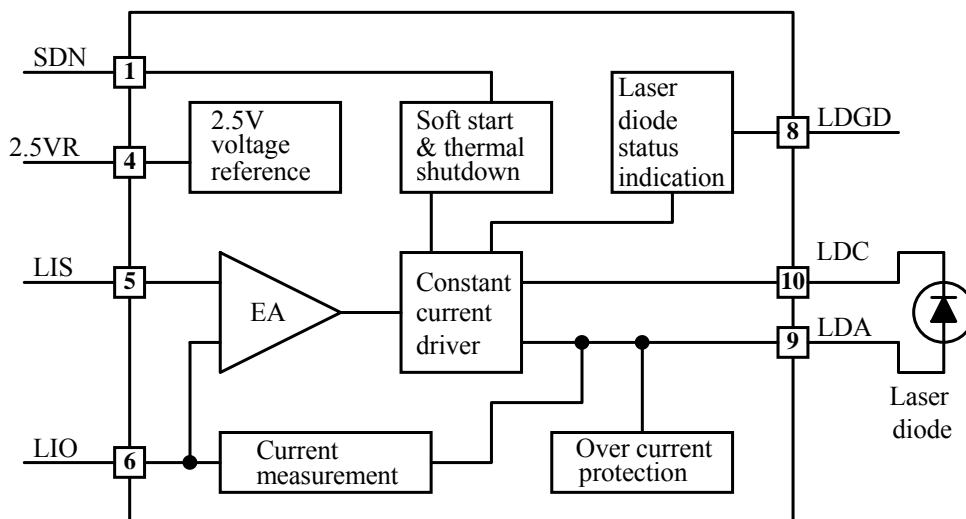 SDN
1
2.5VR
4
2.5V
voltage
reference
Soft start
& thermal
shutdown
Laser
diode
status
indication
8
LDGD
LIS
5
EA
Constant
current
driver
LDC
10
9
LDA
Laser
diode
LIO
6
Current
measurement
Over current
protection